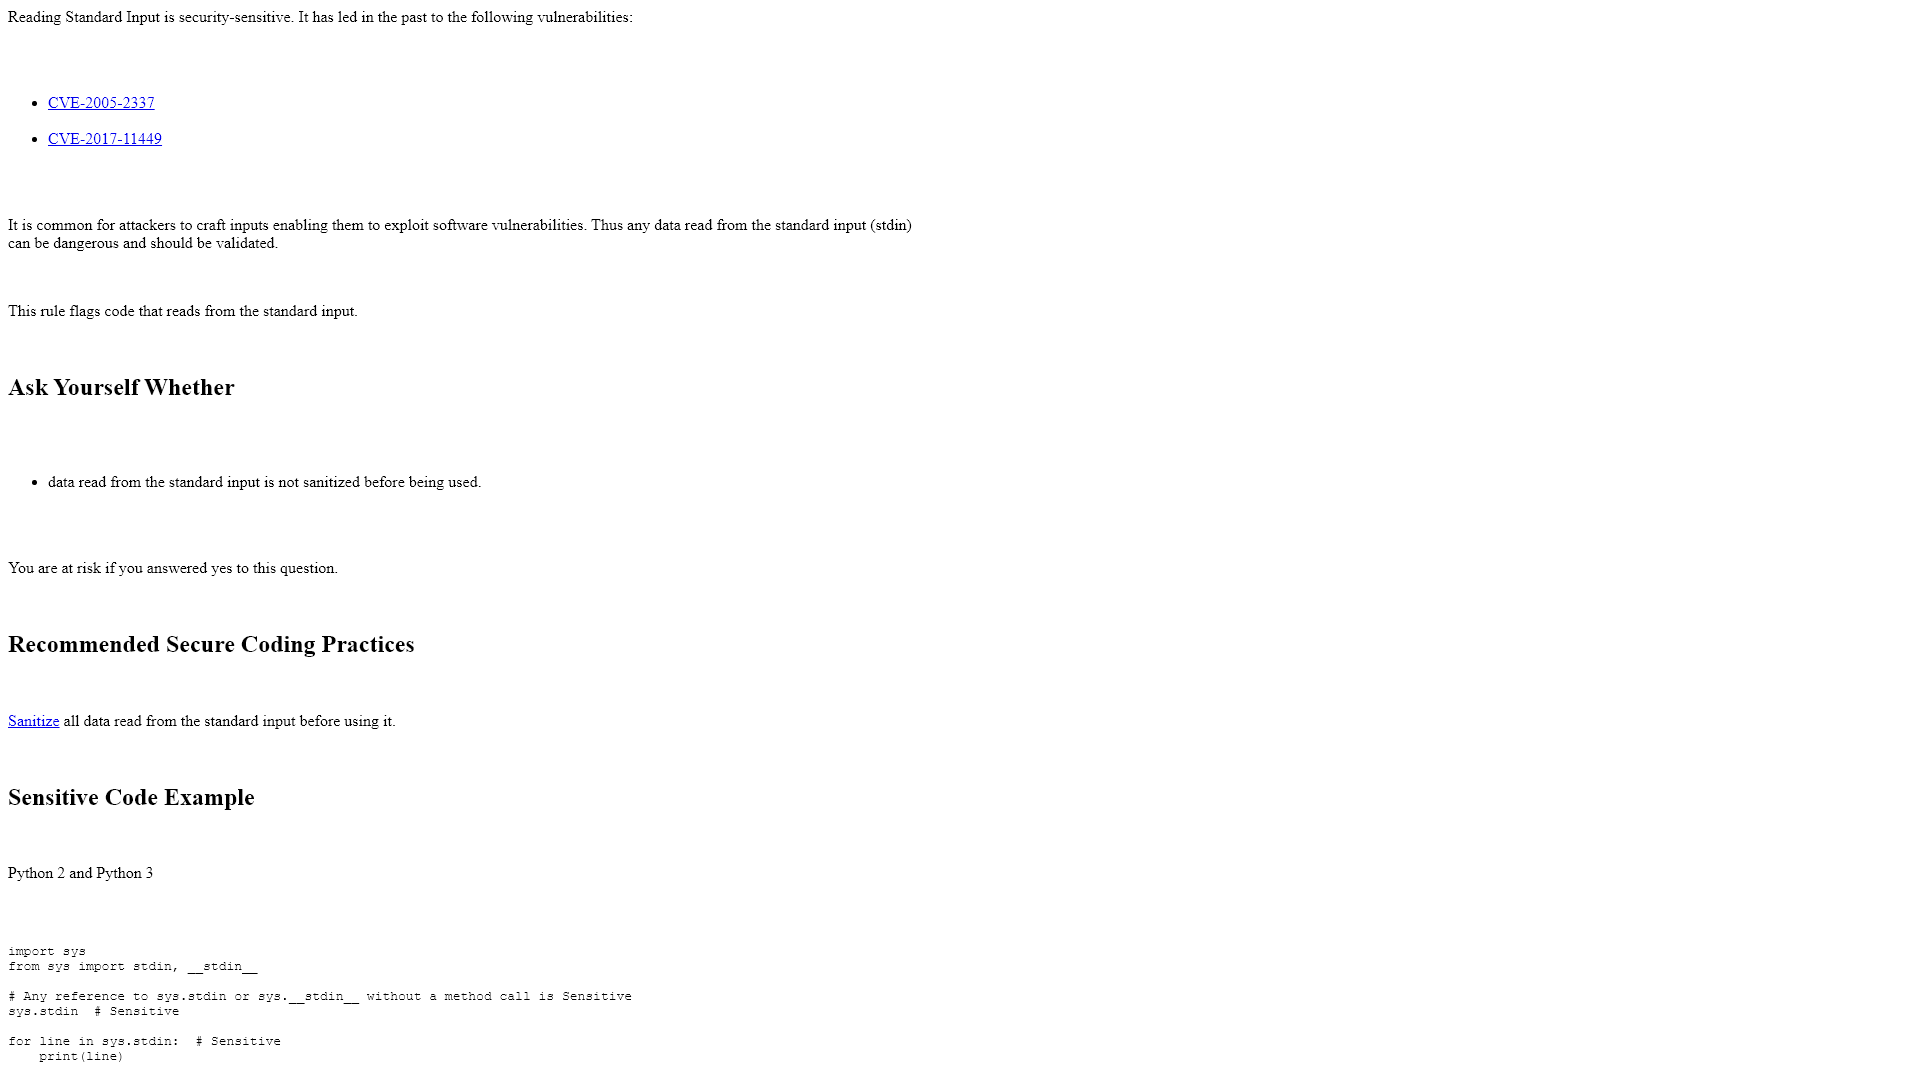 Reading Standard Input is security-sensitive. It has led in the past to the following vulnerabilities:
CVE-2005-2337
CVE-2017-11449
It is common for attackers to craft inputs enabling them to exploit software vulnerabilities. Thus any data read from the standard input (stdin)
can be dangerous and should be validated.
This rule flags code that reads from the standard input.
Ask Yourself Whether
data read from the standard input is not sanitized before being used.
You are at risk if you answered yes to this question.
Recommended Secure Coding Practices
Sanitize all data read from the standard input before using it.
Sensitive Code Example
Python 2 and Python 3
import sys
from sys import stdin, __stdin__
# Any reference to sys.stdin or sys.__stdin__ without a method call is Sensitive
sys.stdin  # Sensitive
for line in sys.stdin:  # Sensitive
    print(line)